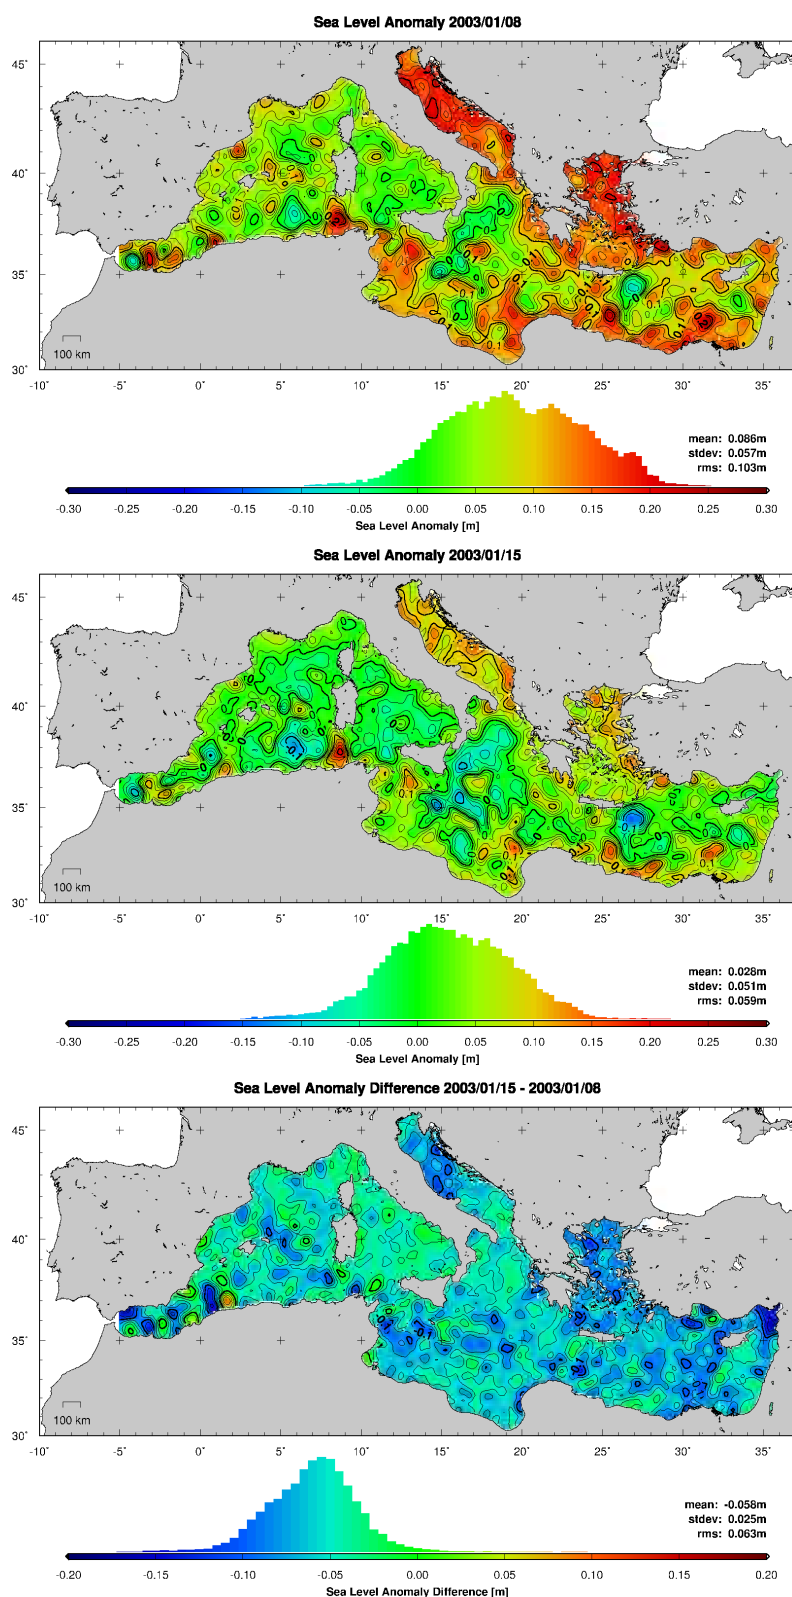 Sea Level Anomaly 2003/01/08
45°
40°
35°
30°
100 km
-10° -5° 0° 5° 10° 15° 20° 25° 30° 35°
mean: 0.086m
stdev: 0.057m
rms: 0.103m
-0.30 -0.25 -0.20 -0.15 -0.10 -0.05 0.00 0.05 0.10 0.15 0.20 0.25 0.30
Sea Level Anomaly [m]
Sea Level Anomaly 2003/01/15
45°
40°
35°
30°
100 km
-10° -5° 0° 5° 10° 15° 20° 25° 30° 35°
mean: 0.028m
stdev: 0.051m
rms: 0.059m
-0.30 -0.25 -0.20 -0.15 -0.10 -0.05 0.00 0.05 0.10 0.15 0.20 0.25 0.30
Sea Level Anomaly [m]
Sea Level Anomaly Difference 2003/01/15 - 2003/01/08
45°
40°
35°
30°
100 km
-10° -5° 0° 5° 10° 15° 20° 25° 30° 35°
mean: -0.058m
stdev: 0.025m
rms: 0.063m
-0.20 -0.15 -0.10 -0.05 0.00 0.05 0.10 0.15 0.20
Sea Level Anomaly Difference [m]